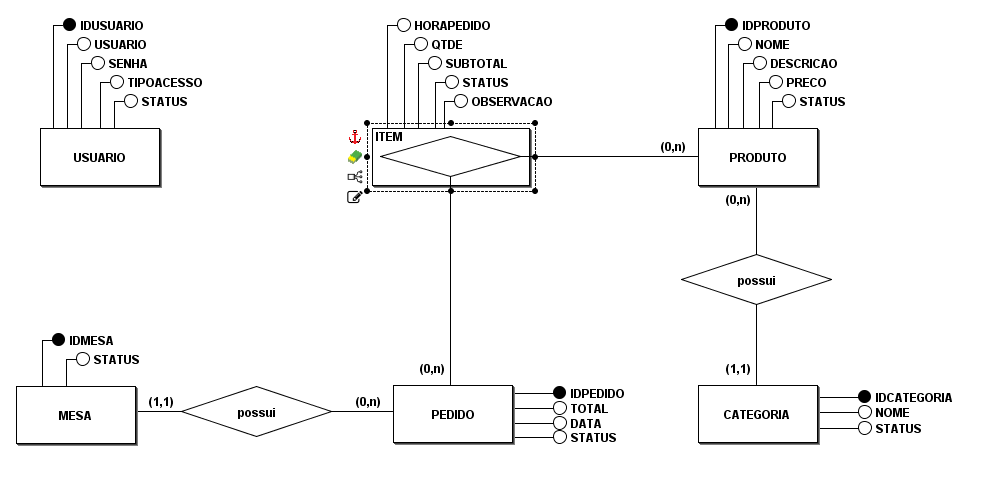 IDUSUARIO
USUARIO
SENHA
TIPOACESSO
STATUS
USUARIO
HORAPEDIDO
QTDE
SUBTOTAL
STATUS
OBSERVACAO
ITEM
(0,n)
IDPRODUTO
NOME
DESCRICAO
PRECO
STATUS
PRODUTO
(0,n)
possui
(1,1)
IDMESA
STATUS
MESA
(1,1)
possui
(0,n)
(0,n)
PEDIDO
IDPEDIDO
TOTAL
DATA
STATUS
CATEGORIA
IDCATEGORIA
NOME
STATUS